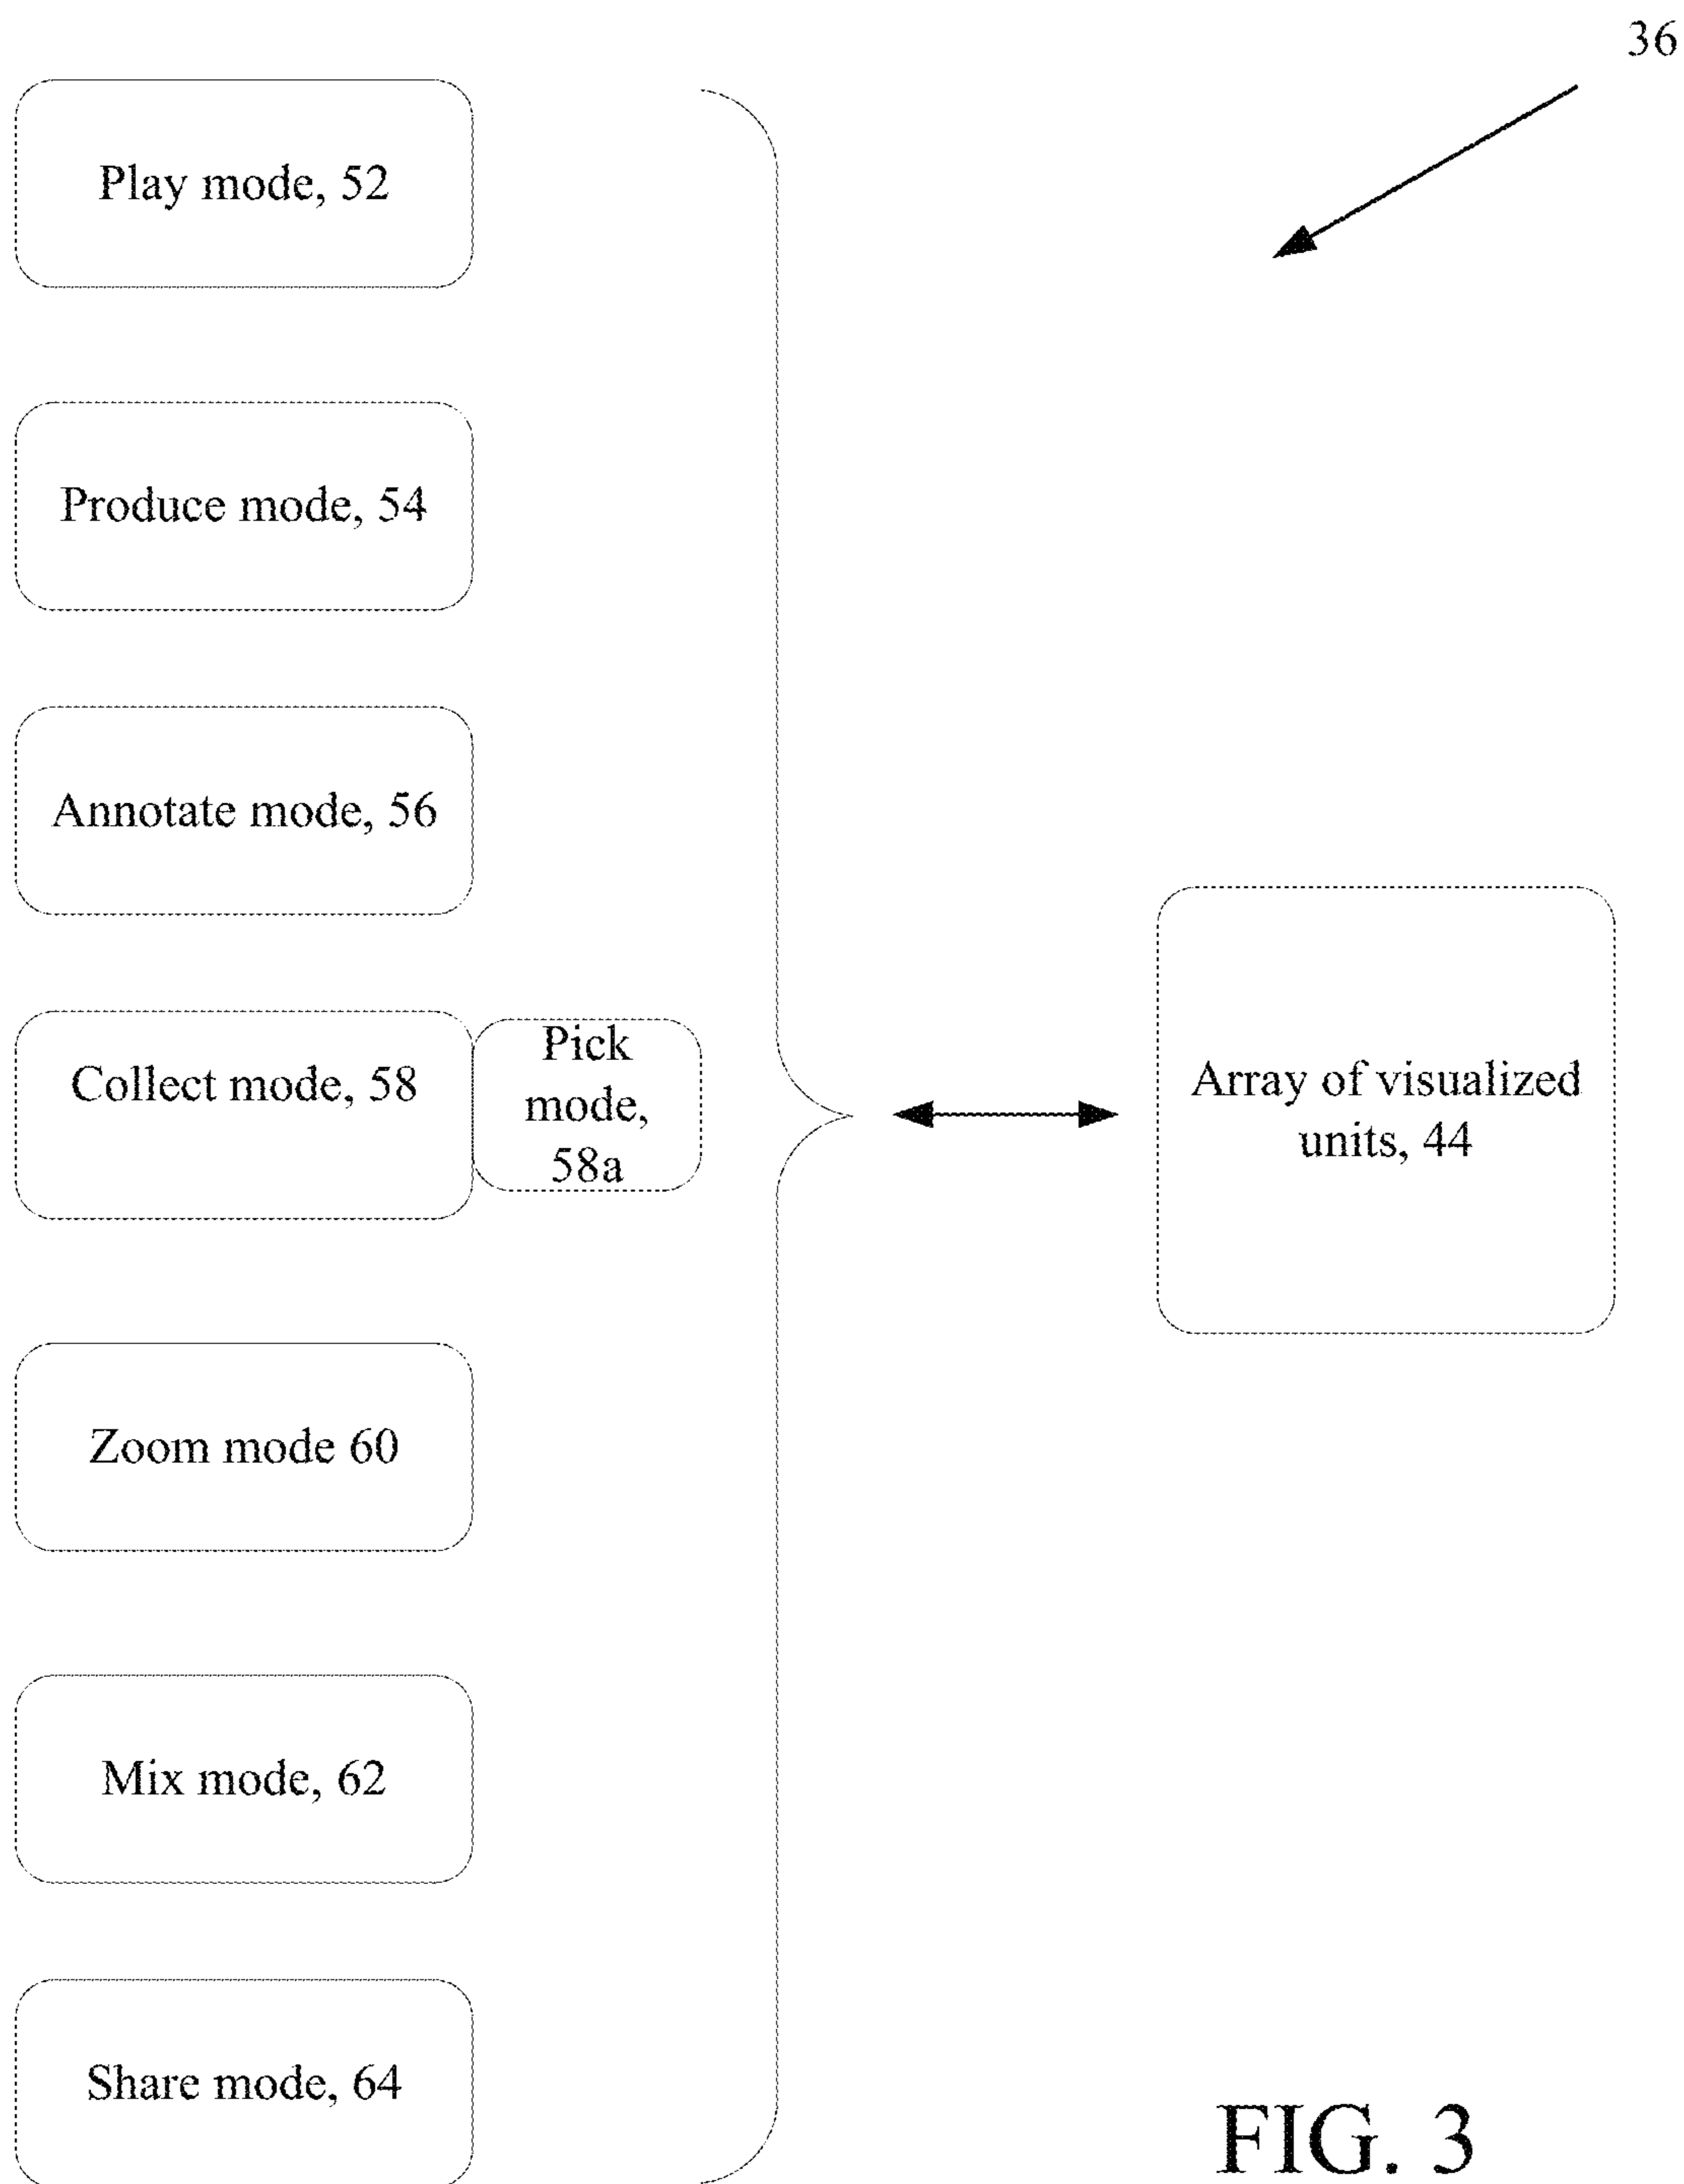 36
Play mode, 52
Produce mode, 54
Annotate mode, 56
Collect mode, 58
Pick
mode,
58a
Array of visualized
units, 44
Zoom mode 60
Mix mode, 62
Share mode, 64
FIG. 3